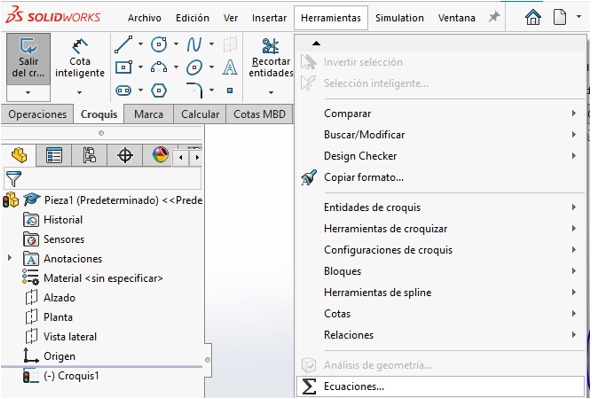 SOLIDWORKS
Archivo Edición Ver Insertar Herramientas Simulation Ventana
Salir del cr...
Cota inteligente
Recortar entidades
Operaciones Croquis Marca Calcular Cotas MBD
Pieza1 (Predeterminado) <<Prede
Historial
Sensores
Anotaciones
Material <sin especificar>
Alzado
Planta
Vista lateral
Origen
(-) Croquis1
Invertir selección
Selección inteligente...
Comparar
Buscar/Modificar
Design Checker
Copiar formato...
Entidades de croquis
Herramientas de croquizar
Configuraciones de croquis
Bloques
Herramientas de spline
Cotas
Relaciones
Análisis de geometría...
Ecuaciones...